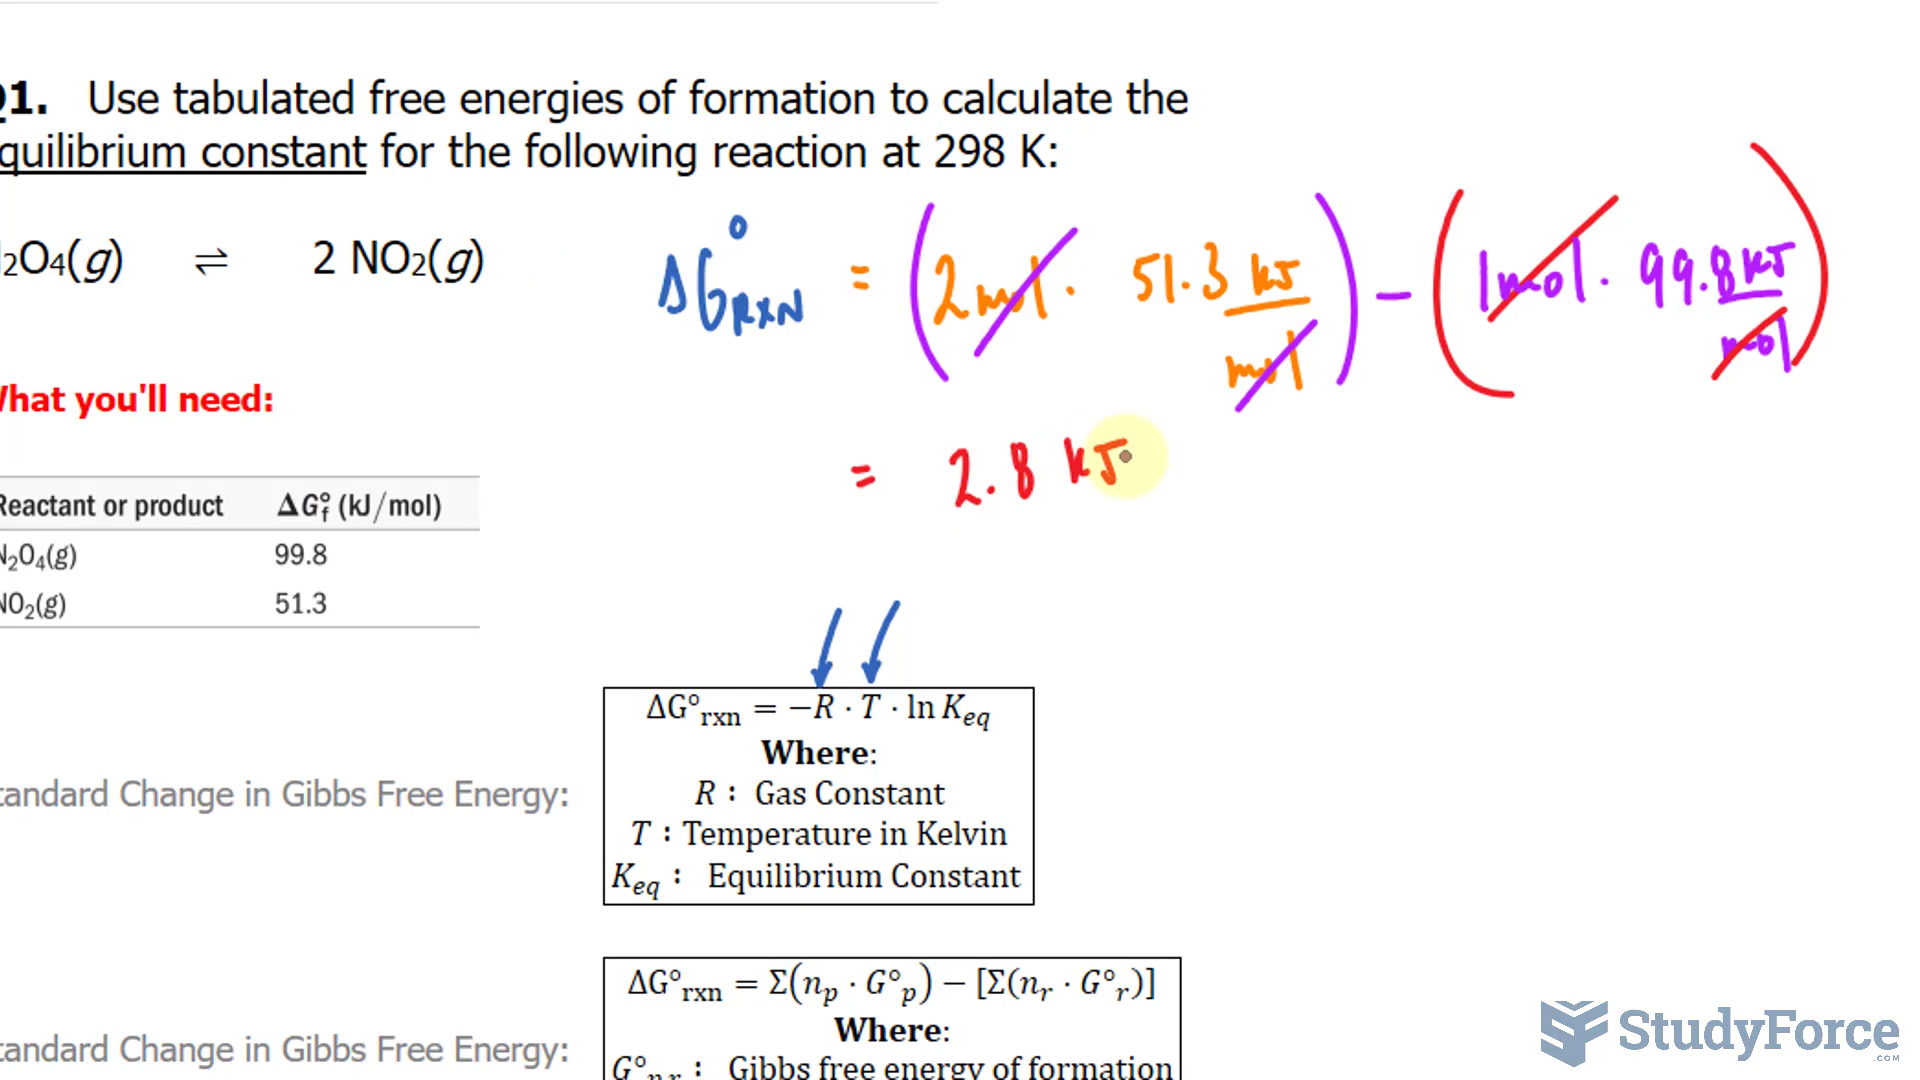 Q1. Use tabulated free energies of formation to calculate the
quilibrium constant for the following reaction at 298 K:
₂O₄(g) ⇌ 2 NO₂(g)
ΔG°RXN = (2 mol · 51.3 kJ/mol) − (1 mol · 99.8 kJ/mol)
= 2.8 kJ
What you'll need:
Reactant or product ΔG°f (kJ/mol)
N₂O₄(g) 99.8
NO₂(g) 51.3
ΔG°rxn = −R · T · ln Keq
Where:
R : Gas Constant
T : Temperature in Kelvin
Keq : Equilibrium Constant
tandard Change in Gibbs Free Energy:
ΔG°rxn = Σ(np · G°p) − [Σ(nr · G°r)]
Where:
G°p,r : Gibbs free energy of formation
tandard Change in Gibbs Free Energy:
StudyForce
.COM